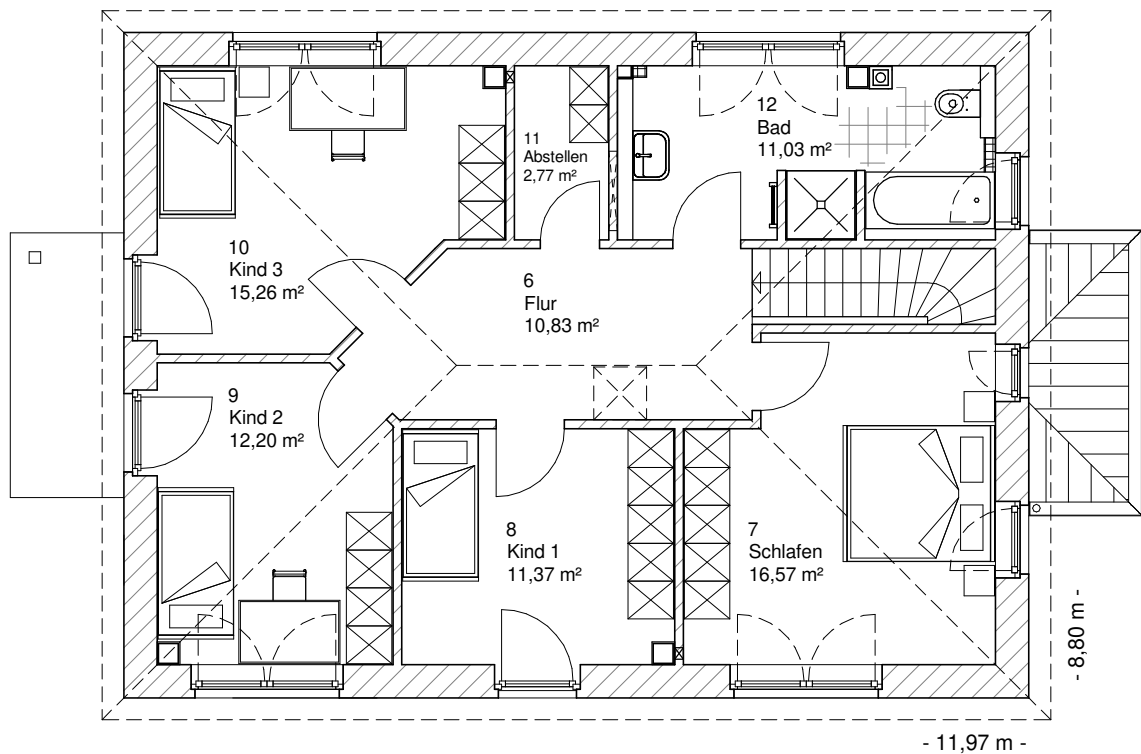 12
Bad
11,03 m²
11
Abstellen
2,77 m²
10
Kind 3
15,26 m²
6
Flur
10,83 m²
9
Kind 2
12,20 m²
8
Kind 1
11,37 m²
7
Schlafen
16,57 m²
- 8,80 m -
- 11,97 m -